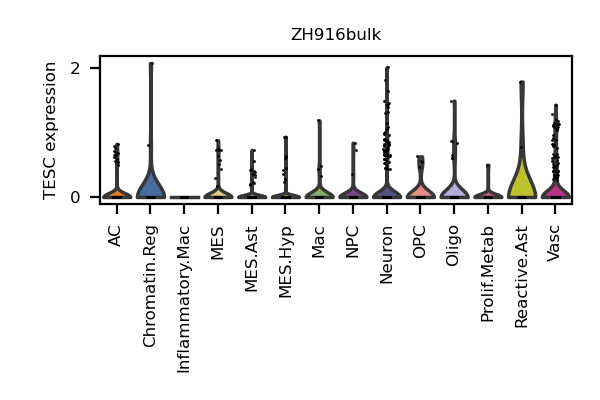 ZH916bulk
TESC expression
2
0
AC
Chromatin.Reg
Inflammatory.Mac
MES
MES.Ast
MES.Hyp
Mac
NPC
Neuron
OPC
Oligo
Prolif.Metab
Reactive.Ast
Vasc